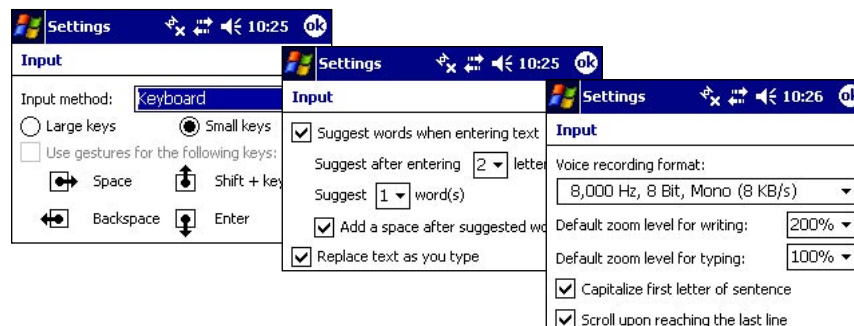 Settings 10:25 ok
Input
Input method: Keyboard
Large keys Small keys
Use gestures for the following keys:
Space Shift + key
Backspace Enter
Settings 10:25 ok
Input
Suggest words when entering text
Suggest after entering 2 letter
Suggest 1 word(s)
Add a space after suggested wo
Replace text as you type
Settings 10:26 ok
Input
Voice recording format:
8,000 Hz, 8 Bit, Mono (8 KB/s)
Default zoom level for writing: 200%
Default zoom level for typing: 100%
Capitalize first letter of sentence
Scroll upon reaching the last line